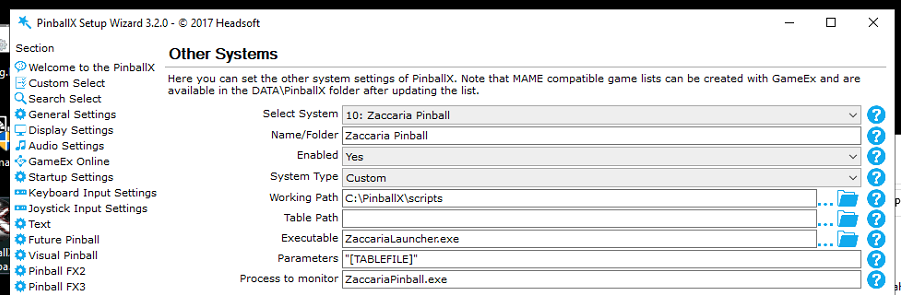 PinballX Setup Wizard 3.2.0 - © 2017 Headsoft
Section
Welcome to the PinballX
Custom Select
Search Select
General Settings
Display Settings
Audio Settings
GameEx Online
Startup Settings
Keyboard Input Settings
Joystick Input Settings
Text
Future Pinball
Visual Pinball
Pinball FX2
Pinball FX3
Other Systems
Here you can set the other system settings of PinballX. Note that MAME compatible game lists can be created with GameEx and are
available in the DATA\PinballX folder after updating the list.
Select System 10: Zaccaria Pinball ?
Name/Folder Zaccaria Pinball ?
Enabled Yes ?
System Type Custom ?
Working Path C:\PinballX\scripts ... ?
Table Path ... ?
Executable ZaccariaLauncher.exe ... ?
Parameters "[TABLEFILE]" ?
Process to monitor ZaccariaPinball.exe ?